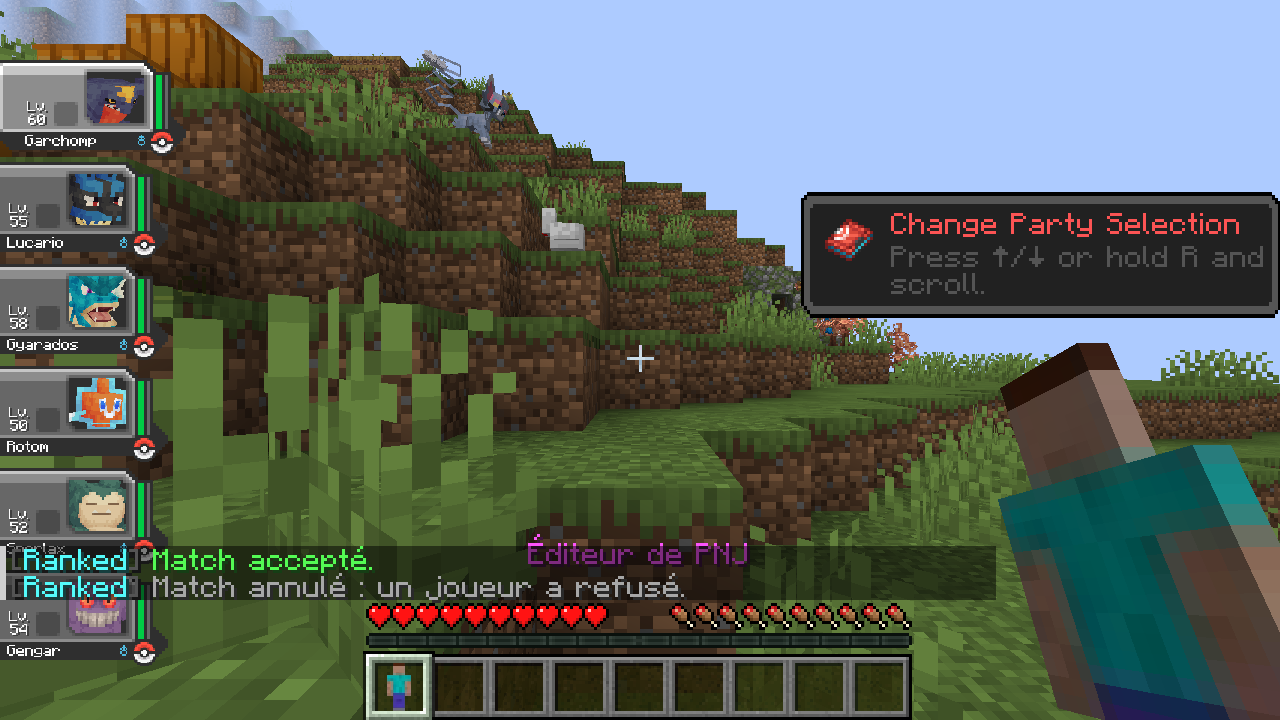 Lv.
60
Garchomp
Lv.
55
Lucario
Lv.
58
Gyarados
Lv.
50
Rotom
Lv.
52
Snorlax
Lv.
54
Gengar
Change Party Selection
Press ↑/↓ or hold R and
scroll.
Éditeur de PNJ
[Ranked] Match accepté.
[Ranked] Match annulé : un joueur a refusé.